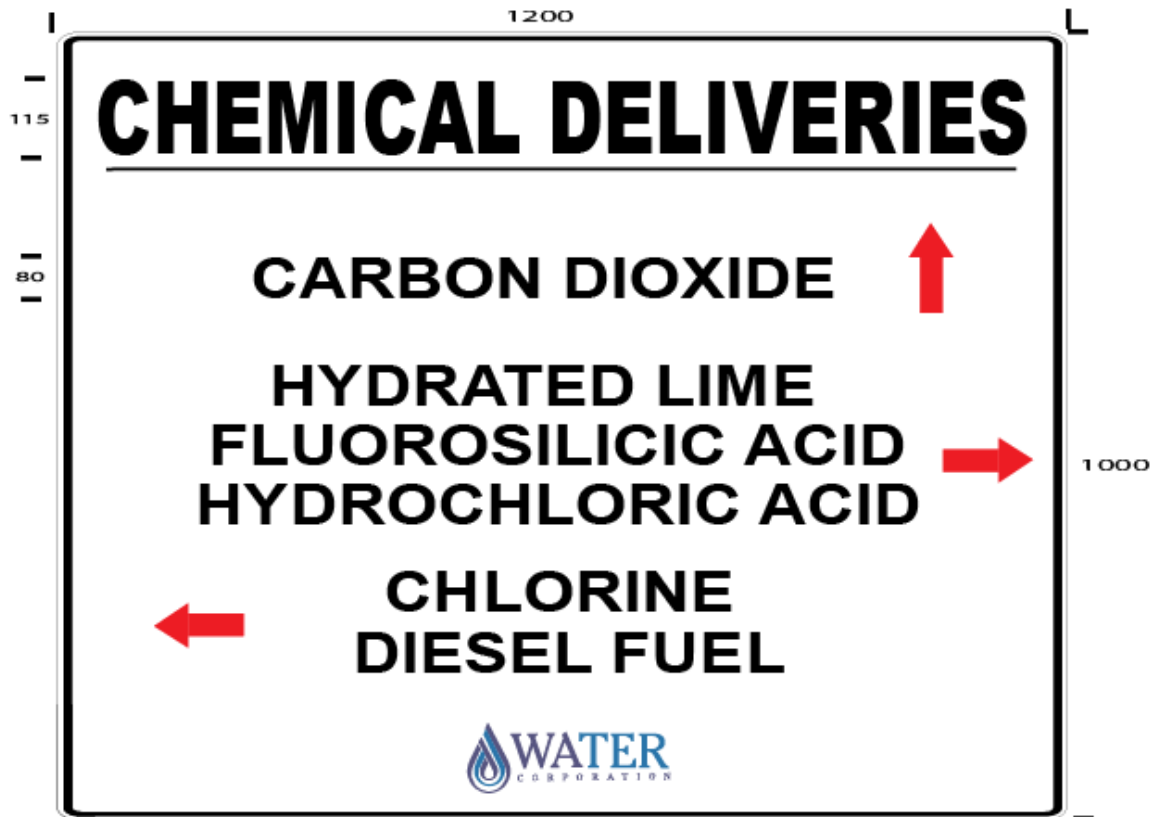 1200
115
CHEMICAL DELIVERIES
80
CARBON DIOXIDE
HYDRATED LIME
FLUOROSILICIC ACID
1000
HYDROCHLORIC ACID
CHLORINE
DIESEL FUEL
WATER
CORPORATION